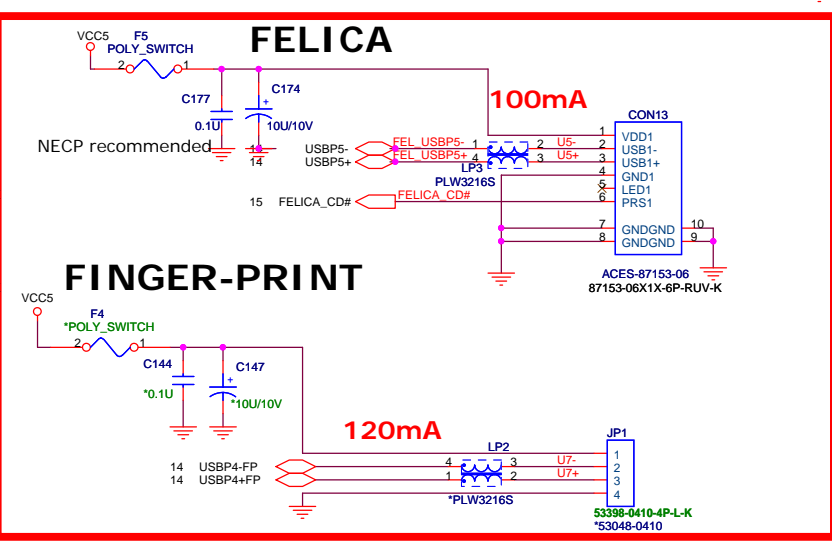 FELICA
VCC5
F5
POLY_SWITCH
2 1
C177
0.1U
C174
+
10U/10V
NECP recommended
100mA
14
USBP5-
USBP5+
FEL_USBP5-
FEL_USBP5+
1 2 U5-
4 3 U5+
LP3
PLW3216S
15 FELICA_CD#
FELICA_CD#
CON13
1 VDD1
2 USB1-
3 USB1+
4 GND1
5 LED1
6 PRS1
7 GNDGND 10
8 GNDGND 9
ACES-87153-06
87153-06X1X-6P-RUV-K
FINGER-PRINT
VCC5
F4
*POLY_SWITCH
2 1
C144
*0.1U
C147
+
*10U/10V
120mA
14 USBP4-FP
14 USBP4+FP
LP2
4 3 U7-
1 2 U7+
*PLW3216S
JP1
1
2
3
4
53398-0410-4P-L-K
*53048-0410